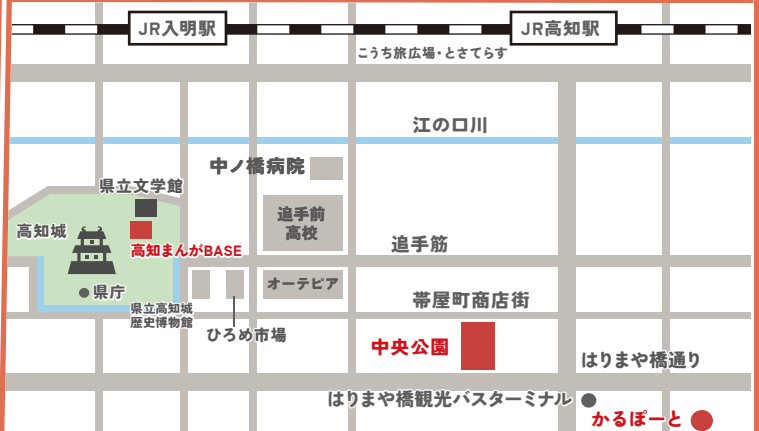 JR入明駅
JR高知駅
こうち旅広場・とさてらす
江の口川
中ノ橋病院
県立文学館
追手前
高校
高知城
追手筋
高知まんがBASE
オーテピア
県庁
帯屋町商店街
県立高知城
歴史博物館
ひろめ市場
中央公園
はりまや橋通り
はりまや橋観光バスターミナル
かるぽーと